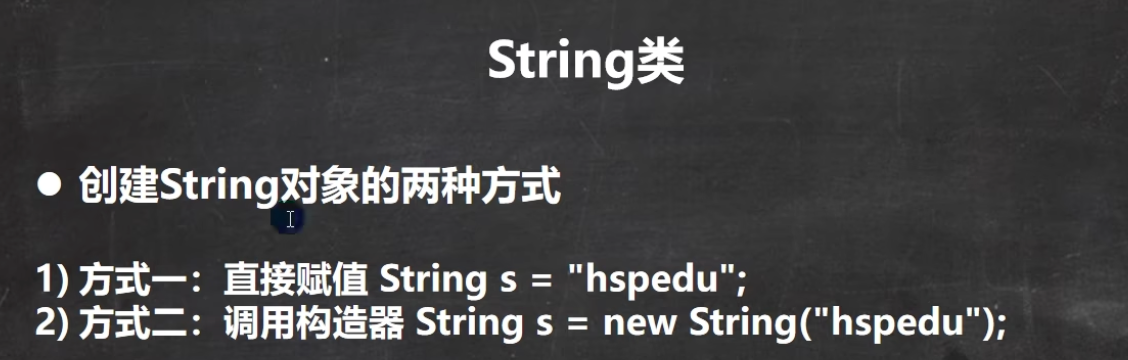 String类
● 创建String对象的两种方式
1) 方式一：直接赋值 String s = "hspedu";
2) 方式二：调用构造器 String s = new String("hspedu");